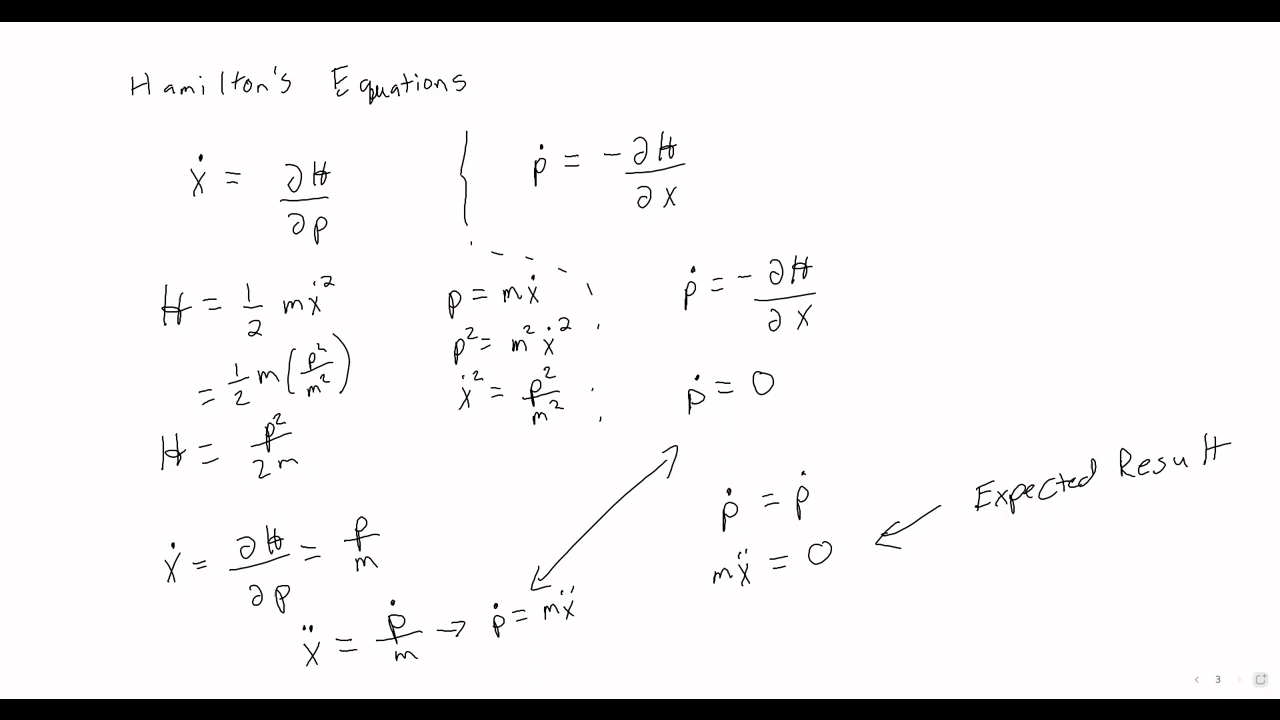 Hamilton's Equations
ẋ = ∂H/∂p
ṗ = -∂H/∂x
H = 1/2 mẋ²
= 1/2 m(p²/m²)
H = p²/2m
p = mẋ
p² = m²ẋ²
ẋ² = p²/m²
ẋ = ∂H/∂p = p/m
ẍ = ṗ/m → ṗ = mẍ
ṗ = -∂H/∂x
ṗ = 0
ṗ = ṗ
mẍ = 0
Expected Result
3